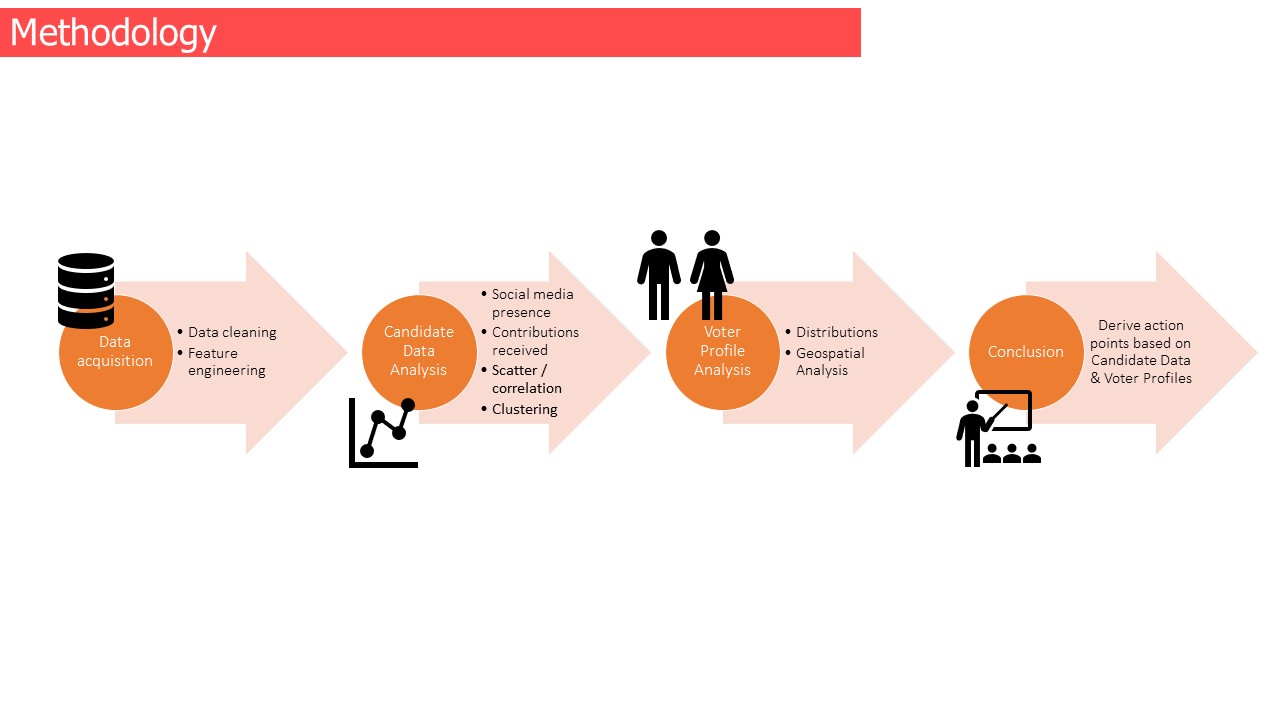 Methodology
Data
acquisition
• Data cleaning
• Feature
engineering
Candidate
Data
Analysis
• Social media
presence
• Contributions
received
• Scatter /
correlation
• Clustering
Voter
Profile
Analysis
• Distributions
• Geospatial
Analysis
Conclusion
Derive action
points based on
Candidate Data
& Voter Profiles